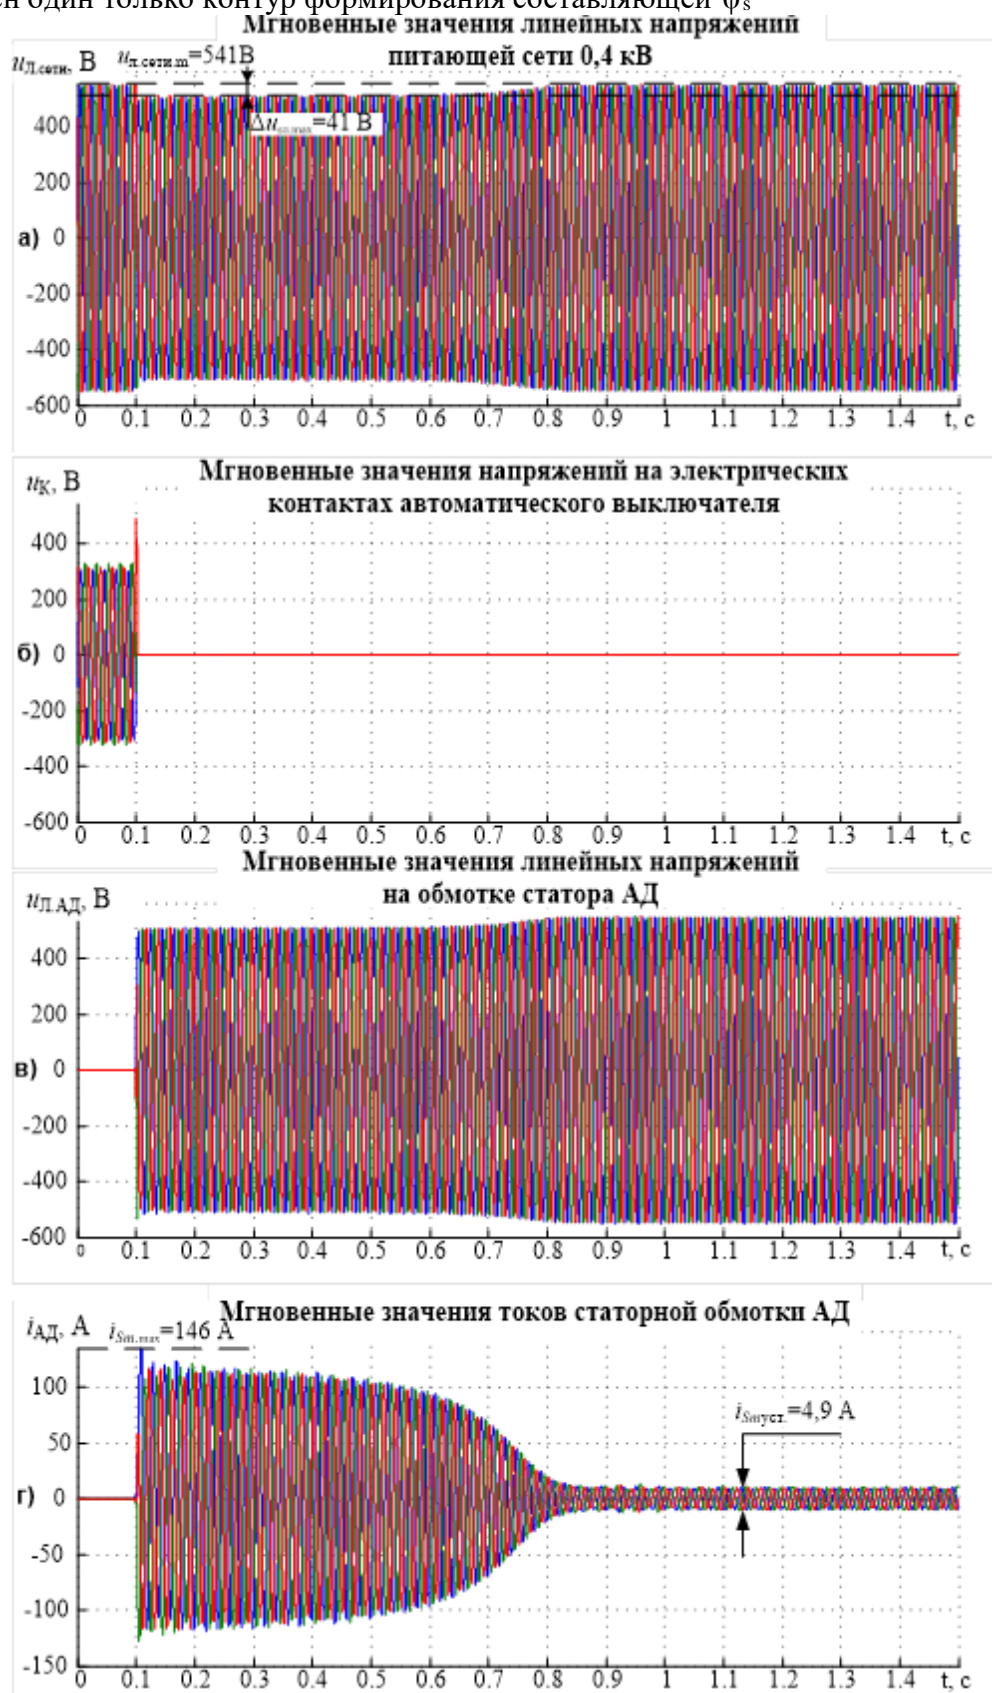 ен один только контур формирования составляющей ψs
Мгновенные значения линейных напряжений
питающей сети 0,4 кВ
uЛ.сети, В
uл.сети.m=541В
Δu =41 В
400
200
а) 0
-200
-400
-600
0 0.1 0.2 0.3 0.4 0.5 0.6 0.7 0.8 0.9 1 1.1 1.2 1.3 1.4 t, с
Мгновенные значения напряжений на электрических
контактах автоматического выключателя
uК, В
400
200
б) 0
-200
-400
-600
0 0.1 0.2 0.3 0.4 0.5 0.6 0.7 0.8 0.9 1 1.1 1.2 1.3 1.4 t, с
Мгновенные значения линейных напряжений
на обмотке статора АД
uЛ.АД, В
400
200
в) 0
-200
-400
-600
0 0.1 0.2 0.3 0.4 0.5 0.6 0.7 0.8 0.9 1 1.1 1.2 1.3 1.4 t, с
Мгновенные значения токов статорной обмотки АД
iАД, А
iSm.max=146 А
100
50
г) 0
-50
-100
-150
iSmуст.=4,9 А
0 0.1 0.2 0.3 0.4 0.5 0.6 0.7 0.8 0.9 1 1.1 1.2 1.3 1.4 t, с